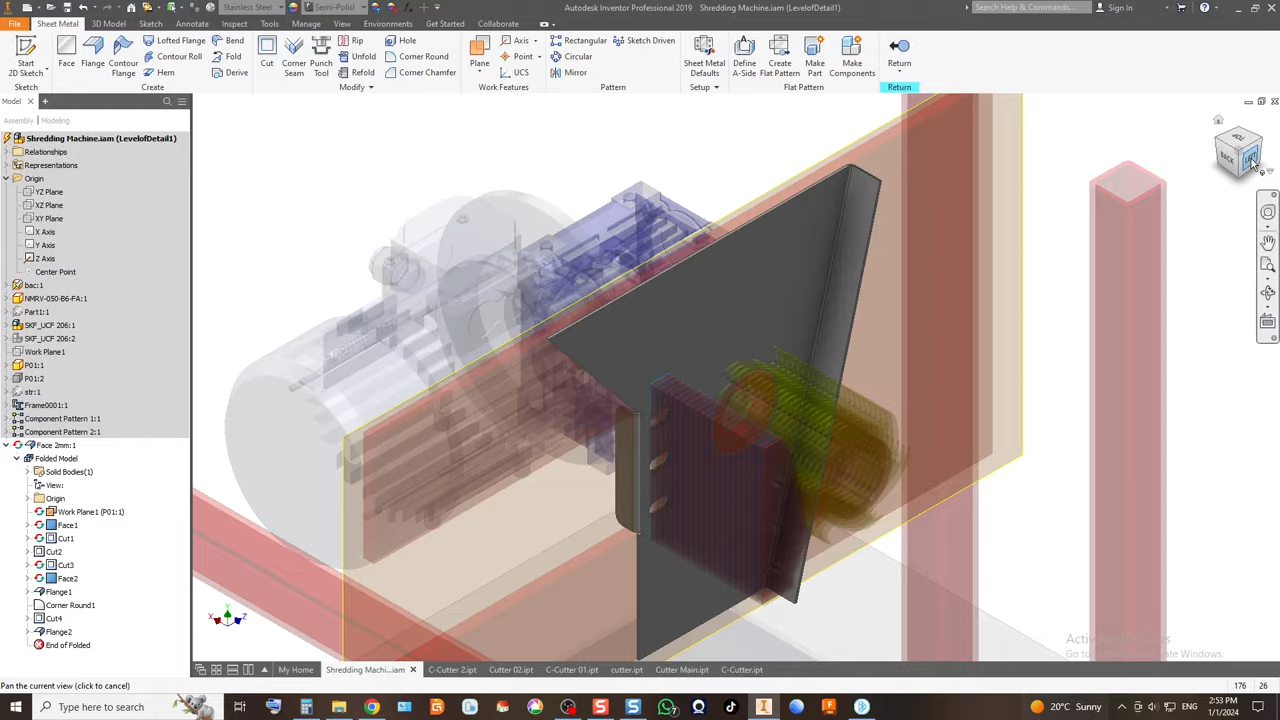 Stainless Steel
Semi-Polisl
Autodesk Inventor Professional 2019 Shredding Machine.iam (LevelofDetail1)
Search Help & Commands...
Sign In
File Sheet Metal 3D Model Sketch Annotate Inspect Tools Manage View Environments Get Started Collaborate
Start
2D Sketch
Face
Flange
Contour
Flange
Lofted Flange
Contour Roll
Hem
Bend
Fold
Derive
Cut
Corner
Seam
Punch
Tool
Rip
Unfold
Refold
Hole
Corner Round
Corner Chamfer
Plane
Axis
Point
UCS
Rectangular
Circular
Mirror
Sketch Driven
Sheet Metal
Defaults
Define
A-Side
Create
Flat Pattern
Make
Part
Make
Components
Return
Sketch Create Modify Work Features Pattern Setup Flat Pattern Return
Model
Assembly Modeling
Shredding Machine.iam (LevelofDetail1)
Relationships
Representations
Origin
YZ Plane
XZ Plane
XY Plane
X Axis
Y Axis
Z Axis
Center Point
bac:1
NMRV-050-B6-FA:1
Part1:1
SKF_UCF 206:1
SKF_UCF 206:2
Work Plane1
P01:1
P01:2
str:1
Frame0001:1
Component Pattern 1:1
Component Pattern 2:1
Face 2mm:1
Folded Model
Solid Bodies(1)
View:
Origin
Work Plane1 (P01:1)
Face1
Cut1
Cut2
Cut3
Face2
Flange1
Corner Round1
Cut4
Flange2
End of Folded
TOP
BACK
X
Y
Z
Go to
Windows.
My Home Shredding Machi...iam C-Cutter 2.ipt Cutter 02.ipt C-Cutter 01.ipt cutter.ipt Cutter Main.ipt C-Cutter.ipt
Pan the current view (click to cancel)
176 26
Type here to search
20°C Sunny
ENG
2:53 PM
1/1/2024